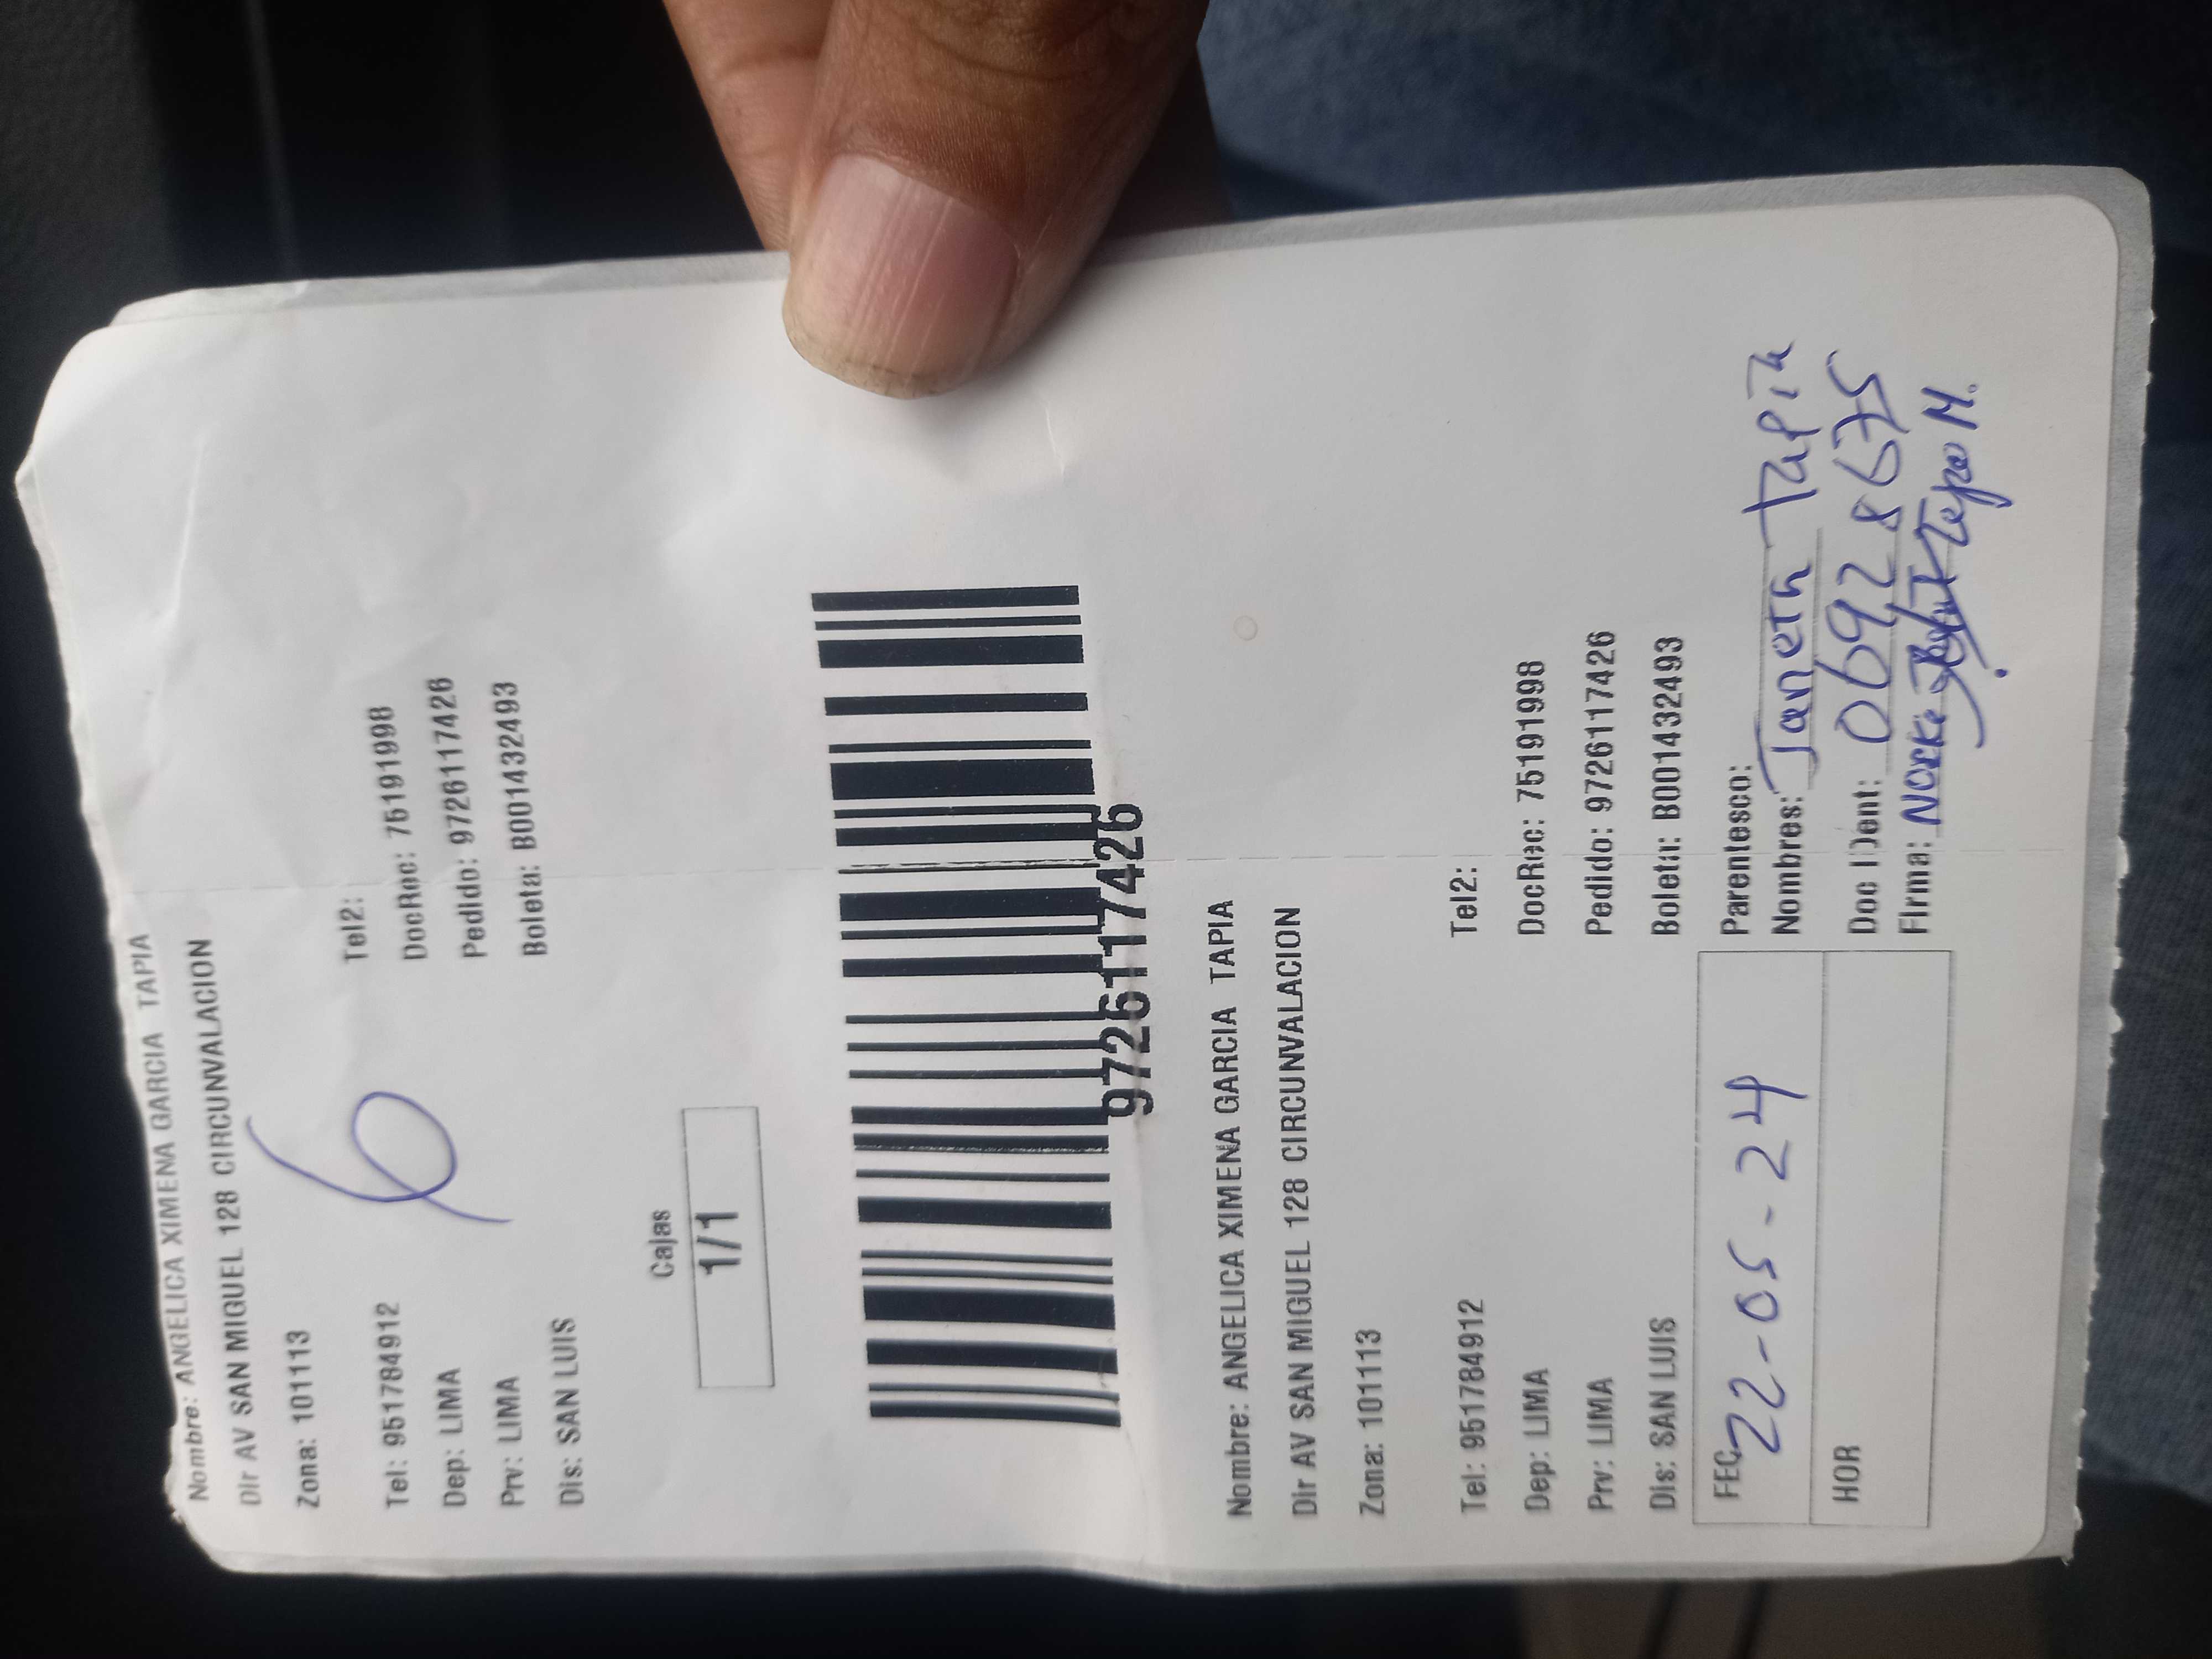 Nombre: ANGELICA XIMENA GARCIA TAPIA
Dir AV SAN MIGUEL 128 CIRCUNVALACION
Zona: 101113
6
Tel: 951784912 Tel2:
Dep: LIMA DocRec: 75191998
Prv: LIMA Pedido: 97261117426
Dis: SAN LUIS Boleta: B001432493
Cajas
1/1
97261117426
Nombre: ANGELICA XIMENA GARCIA TAPIA
Dir AV SAN MIGUEL 128 CIRCUNVALACION
Zona: 101113
Tel: 951784912 Tel2:
Dep: LIMA DocRec: 75191998
Prv: LIMA Pedido: 97261117426
Dis: SAN LUIS Boleta: B001432493
FEC 22-05-24 Parentesco:
Nombres: Janeth Tapia
HOR Doc IDent: 06928675
Firma: